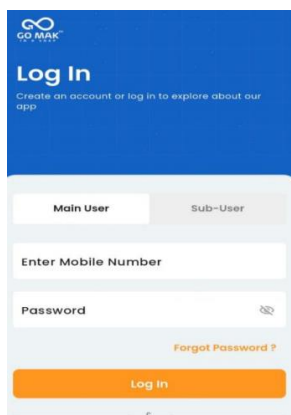 GO MAK
Log In
Create an account or log in to explore about our
app
Main User
Sub-User
Enter Mobile Number
Password
Forgot Password ?
Log In